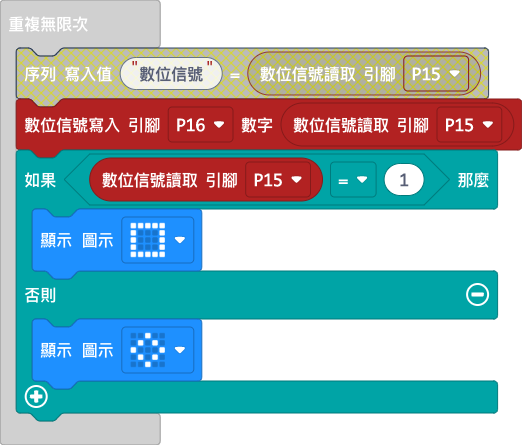 重複無限次
序列 寫入值 "數位信號" = 數位信號讀取 引腳 P15
數位信號寫入 引腳 P16 數字 數位信號讀取 引腳 P15
如果 數位信號讀取 引腳 P15 = 1 那麼
顯示 圖示
否則
顯示 圖示